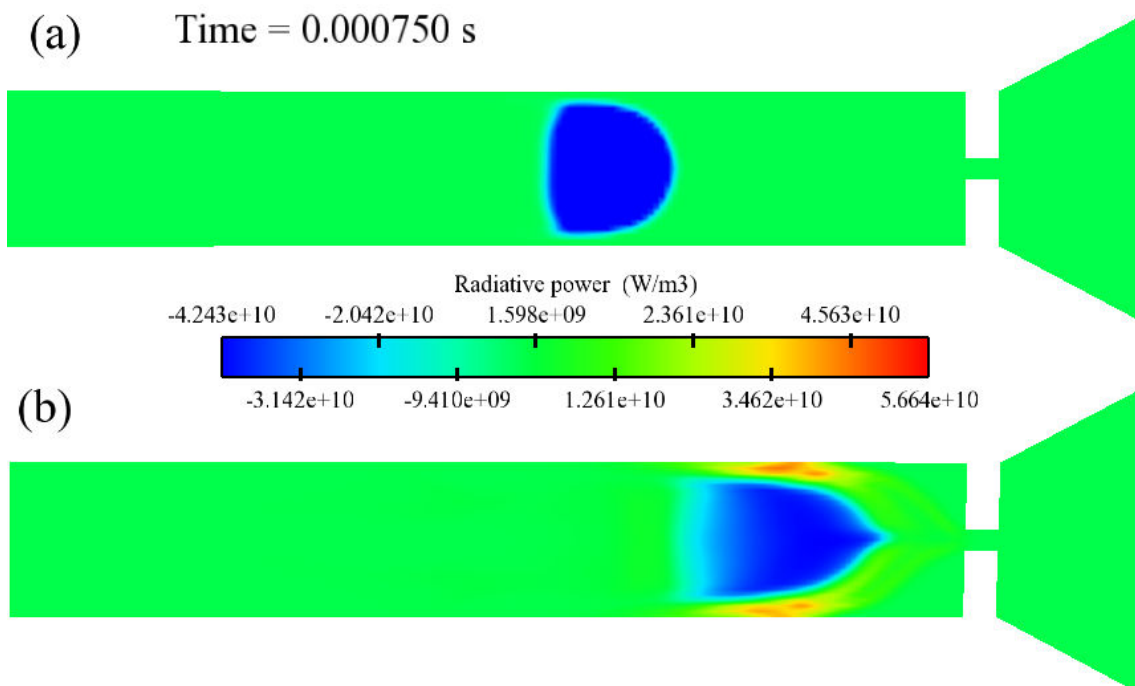 (a) Time = 0.000750 s
Radiative power (W/m3)
-4.243e+10 -2.042e+10 1.598e+09 2.361e+10 4.563e+10
-3.142e+10 -9.410e+09 1.261e+10 3.462e+10 5.664e+10
(b)